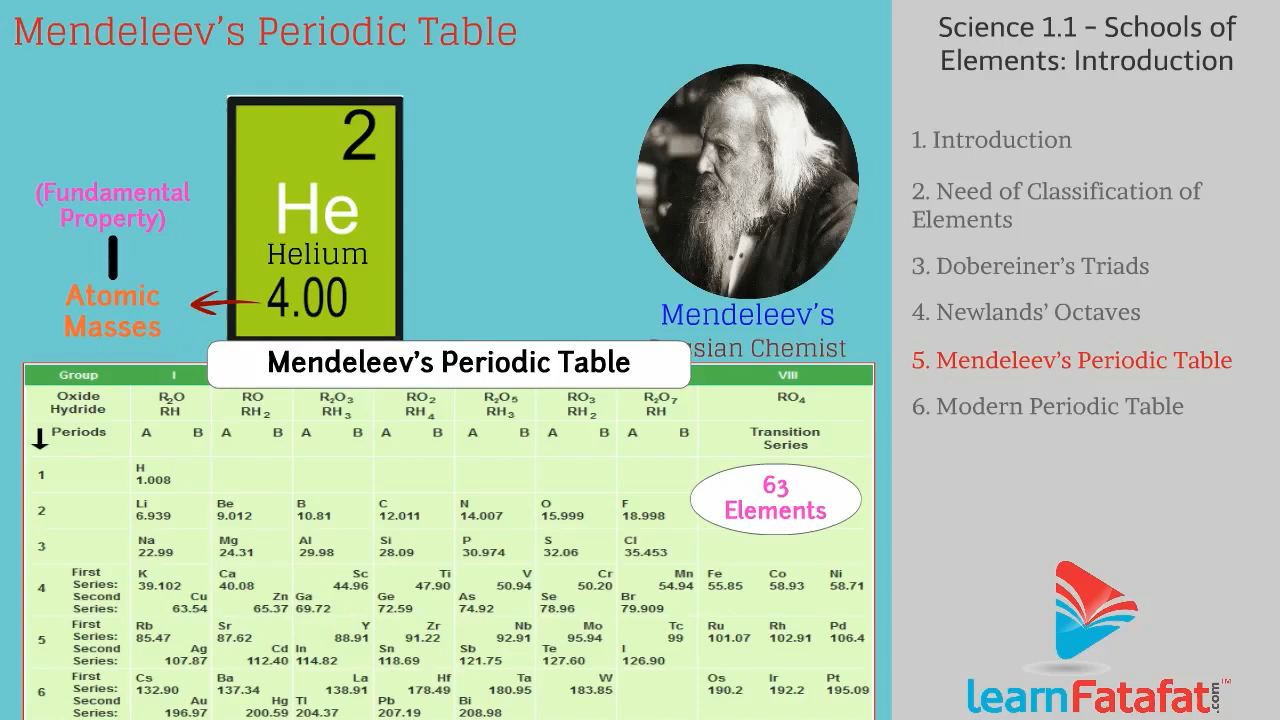 Mendeleev's Periodic Table
Science 1.1 – Schools of
Elements: Introduction
1. Introduction
2. Need of Classification of
Elements
3. Dobereiner's Triads
4. Newlands' Octaves
5. Mendeleev's Periodic Table
6. Modern Periodic Table
2
He
Helium
4.00
(Fundamental
Property)
Atomic
Masses
Mendeleev's
sian Chemist
Mendeleev's Periodic Table
Group I VIII
Oxide R₂O RO R₂O₃ RO₂ R₂O₅ RO₃ R₂O₇ RO₄
Hydride RH RH₂ RH₃ RH₄ RH₃ RH₂ RH
Periods A B A B A B A B A B A B A B Transition
Series
63
Elements
1 H
1.008
2 Li Be B C N O F
6.939 9.012 10.81 12.011 14.007 15.999 18.998
3 Na Mg Al Si P S Cl
22.99 24.31 29.98 28.09 30.974 32.06 35.453
4 First K Ca Sc Ti V Cr Mn Fe Co Ni
Series: 39.102 40.08 44.96 47.90 50.94 50.20 54.94 55.85 58.93 58.71
Second Cu Zn Ga Ge As Se Br
Series: 63.54 65.37 69.72 72.59 74.92 78.96 79.909
5 First Rb Sr Y Zr Nb Mo Tc Ru Rh Pd
Series: 85.47 87.62 88.91 91.22 92.91 95.94 99 101.07 102.91 106.4
Second Ag Cd In Sn Sb Te I
Series: 107.87 112.40 114.82 118.69 121.75 127.60 126.90
6 First Cs Ba La Hf Ta W Os Ir Pt
Series: 132.90 137.34 138.91 178.49 180.95 183.85 190.2 192.2 195.09
Second Au Hg Tl Pb Bi
Series: 196.97 200.59 204.37 207.19 208.98
learnFatafat.com™